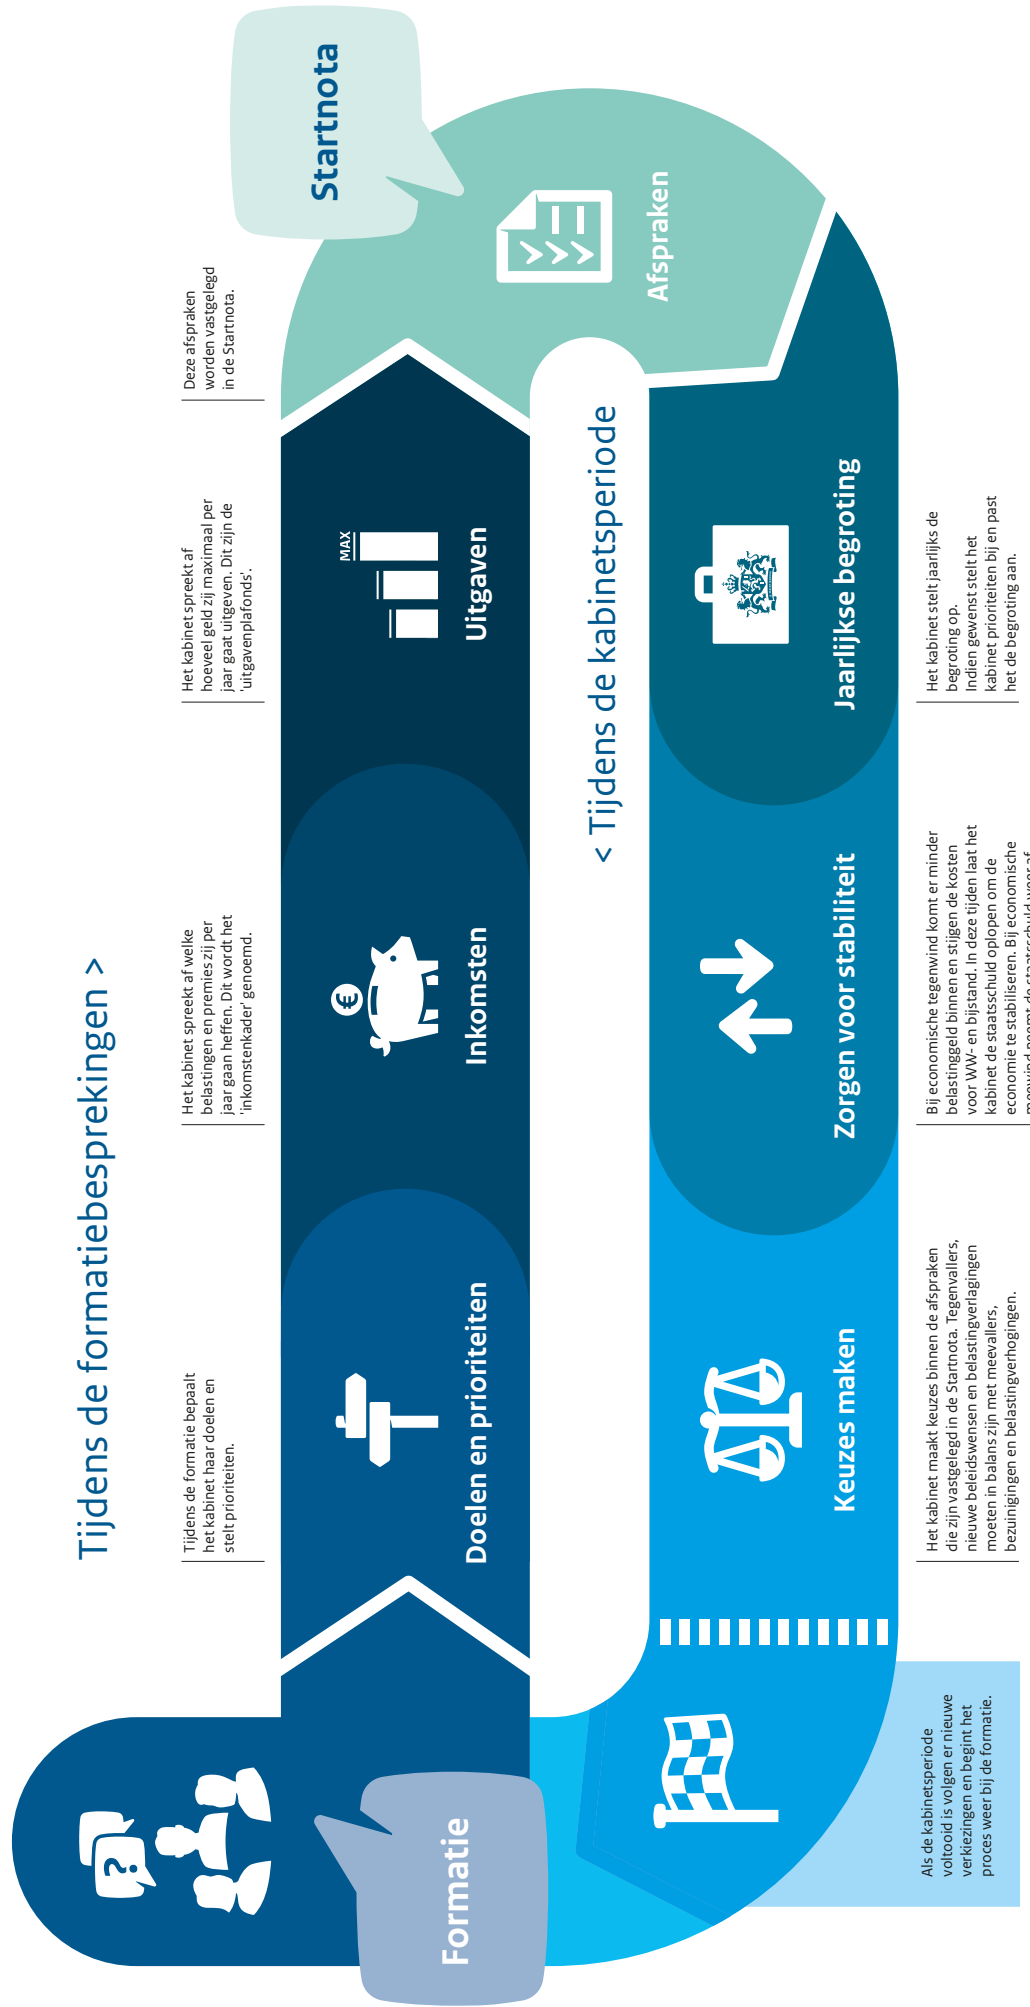 Tijdens de formatiebesprekingen >
Formatie
Tijdens de formatie bepaalt
het kabinet haar doelen en
stelt prioriteiten.
Doelen en prioriteiten
Het kabinet spreekt af welke
belastingen en premies zij per
jaar gaan heffen. Dit wordt het
'inkomstenkader' genoemd.
€
Inkomsten
Het kabinet spreekt af
hoeveel geld zij maximaal per
jaar gaat uitgeven. Dit zijn de
'uitgavenplafonds'.
MAX
Uitgaven
Deze afspraken
worden vastgelegd
in de Startnota.
Startnota
Afspraken
< Tijdens de kabinetsperiode
Jaarlijkse begroting
Het kabinet stelt jaarlijks de
begroting op.
Indien gewenst stelt het
kabinet prioriteiten bij en past
het de begroting aan.
Zorgen voor stabiliteit
Bij economische tegenwind komt er minder
belastinggeld binnen en stijgen de kosten
voor WW- en bijstand. In deze tijden laat het
kabinet de staatsschuld oplopen om de
economie te stabiliseren. Bij economische
meewind neemt de staatsschuld weer af
Keuzes maken
Het kabinet maakt keuzes binnen de afspraken
die zijn vastgelegd in de Startnota. Tegenvallers,
nieuwe beleidswensen en belastingverlagingen
moeten in balans zijn met meevallers,
bezuinigingen en belastingverhogingen.
Als de kabinetsperiode
voltooid is volgen er nieuwe
verkiezingen en begint het
proces weer bij de formatie.
?